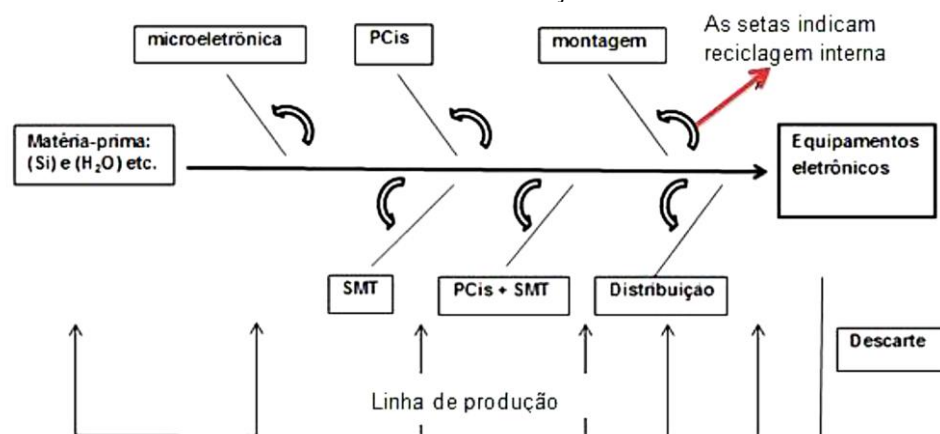 microeletrônica
PCis
montagem
As setas indicam
reciclagem interna
Matéria-prima:
(Si) e (H₂O) etc.
Equipamentos
eletrônicos
SMT
PCis + SMT
Distribuição
Descarte
Linha de produção